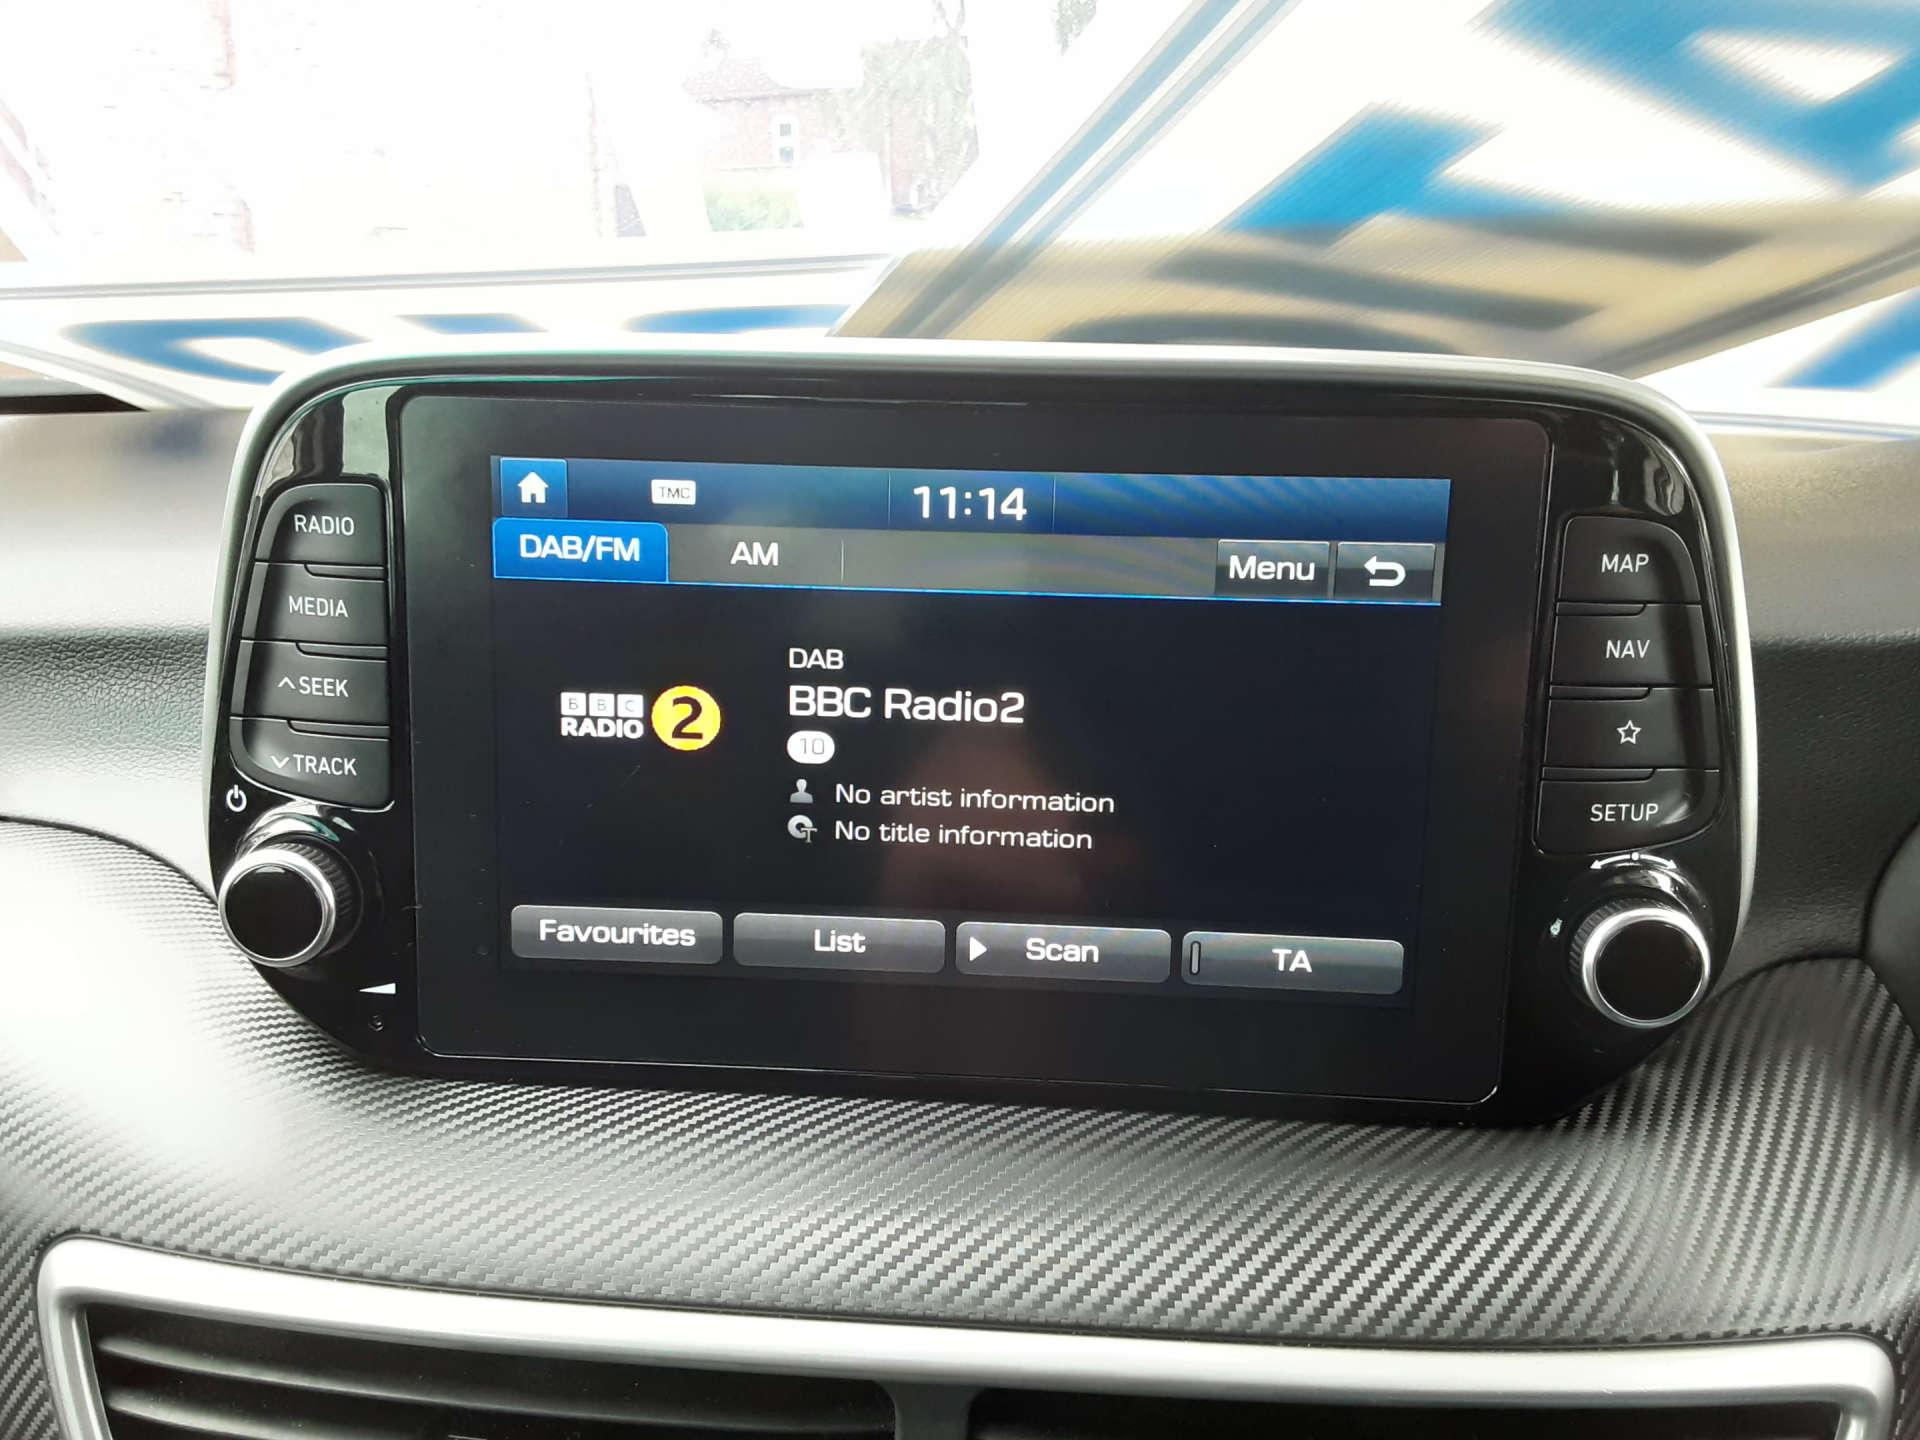 TMC
11:14
DAB/FM
AM
Menu
RADIO
MEDIA
SEEK
TRACK
MAP
NAV
SETUP
BBC
RADIO 2
DAB
BBC Radio2
10
No artist information
No title information
Favourites
List
Scan
TA